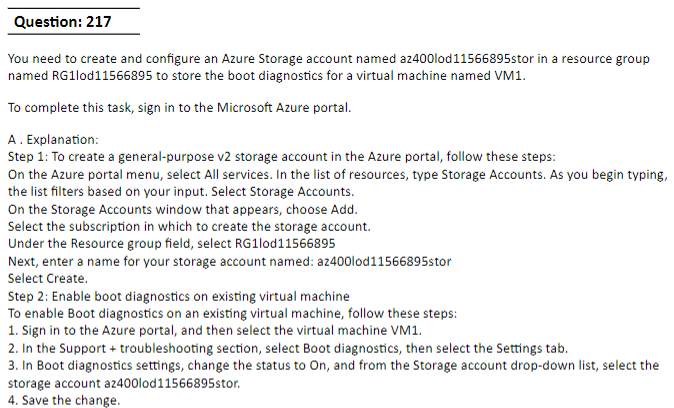 Question: 217
You need to create and configure an Azure Storage account named az400lod11566895stor in a resource group
named RG1lod11566895 to store the boot diagnostics for a virtual machine named VM1.
To complete this task, sign in to the Microsoft Azure portal.
A . Explanation:
Step 1: To create a general-purpose v2 storage account in the Azure portal, follow these steps:
On the Azure portal menu, select All services. In the list of resources, type Storage Accounts. As you begin typing,
the list filters based on your input. Select Storage Accounts.
On the Storage Accounts window that appears, choose Add.
Select the subscription in which to create the storage account.
Under the Resource group field, select RG1lod11566895
Next, enter a name for your storage account named: az400lod11566895stor
Select Create.
Step 2: Enable boot diagnostics on existing virtual machine
To enable Boot diagnostics on an existing virtual machine, follow these steps:
1. Sign in to the Azure portal, and then select the virtual machine VM1.
2. In the Support + troubleshooting section, select Boot diagnostics, then select the Settings tab.
3. In Boot diagnostics settings, change the status to On, and from the Storage account drop-down list, select the
storage account az400lod11566895stor.
4. Save the change.